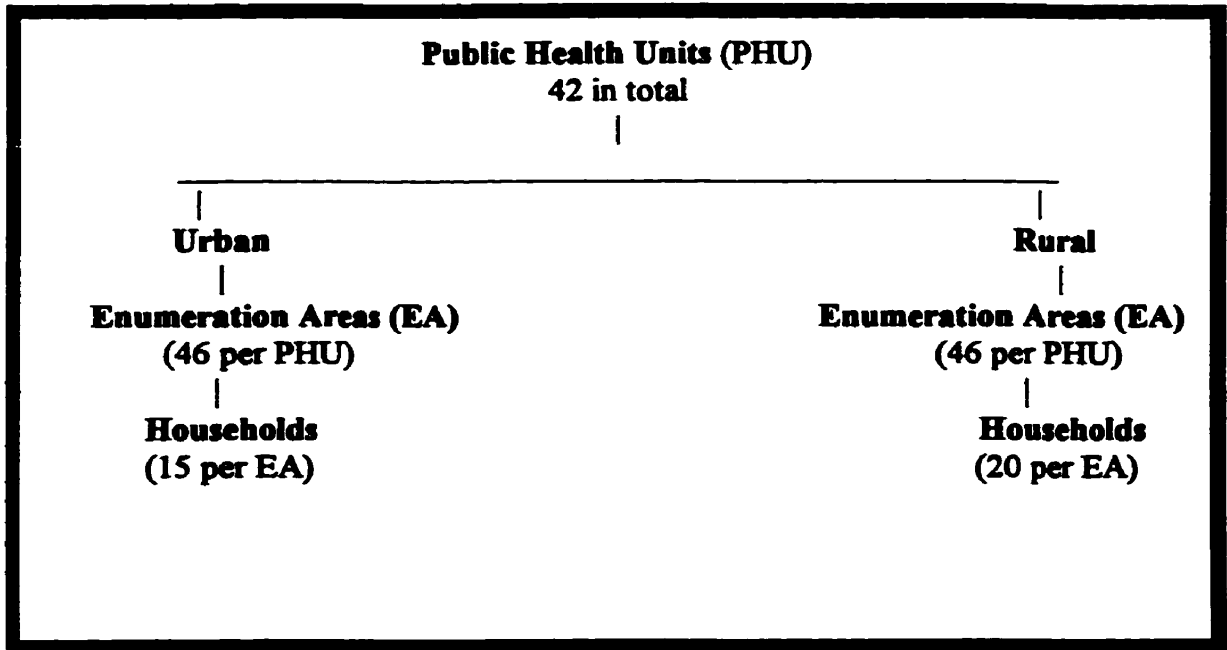 Public Health Units (PHU)
42 in total
Urban
Rural
Enumeration Areas (EA)
(46 per PHU)
Enumeration Areas (EA)
(46 per PHU)
Households
(15 per EA)
Households
(20 per EA)